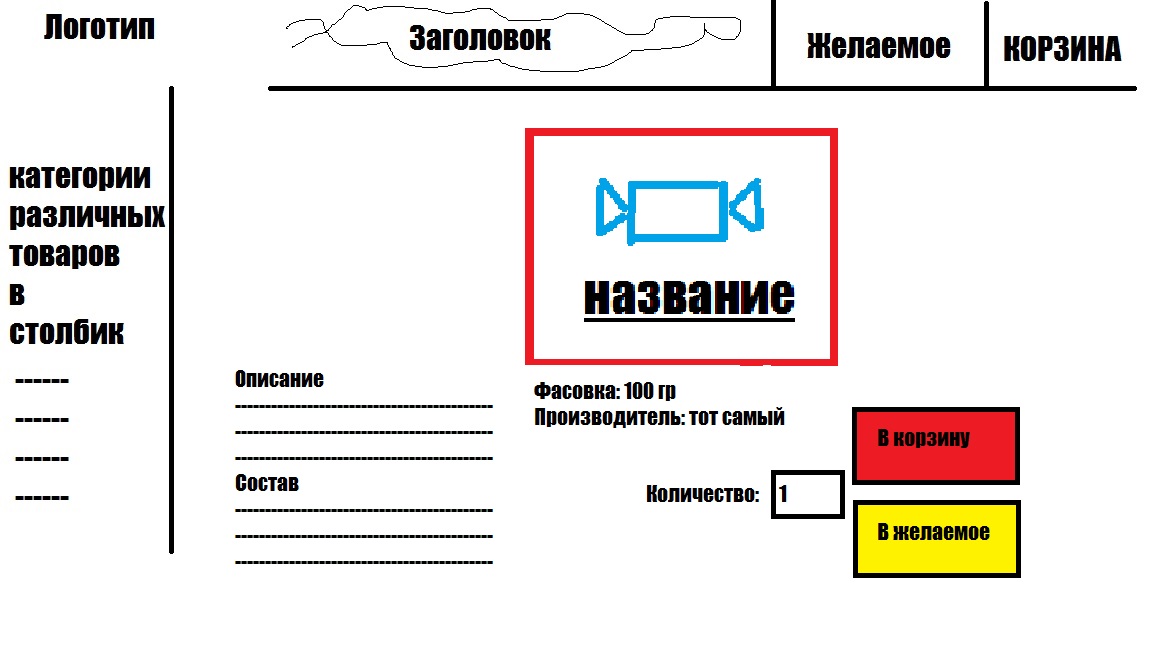 Логотип
Заголовок
Желаемое
КОРЗИНА
категории
различных
товаров
в
столбик
------
------
------
------
название
Описание
-------------------------------------------
-------------------------------------------
-------------------------------------------
Состав
-------------------------------------------
-------------------------------------------
-------------------------------------------
Фасовка: 100 гр
Производитель: тот самый
Количество: 1
В корзину
В желаемое